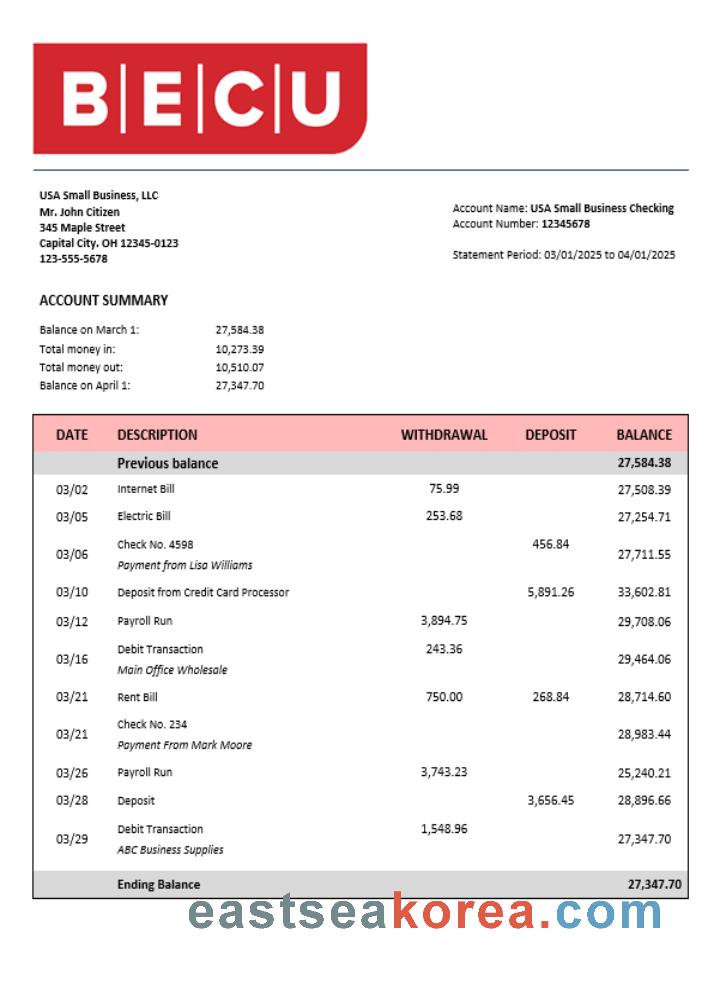 B|E|C|U
USA Small Business, LLC
Mr. John Citizen
345 Maple Street
Capital City. OH 12345-0123
123-555-5678
Account Name: USA Small Business Checking
Account Number: 12345678
Statement Period: 03/01/2025 to 04/01/2025
ACCOUNT SUMMARY
Balance on March 1: 27,584.38
Total money in: 10,273.39
Total money out: 10,510.07
Balance on April 1: 27,347.70
DATE DESCRIPTION WITHDRAWAL DEPOSIT BALANCE
Previous balance 27,584.38
03/02 Internet Bill 75.99 27,508.39
03/05 Electric Bill 253.68 27,254.71
03/06 Check No. 4598 456.84 27,711.55
Payment from Lisa Williams
03/10 Deposit from Credit Card Processor 5,891.26 33,602.81
03/12 Payroll Run 3,894.75 29,708.06
03/16 Debit Transaction 243.36 29,464.06
Main Office Wholesale
03/21 Rent Bill 750.00 268.84 28,714.60
03/21 Check No. 234 28,983.44
Payment From Mark Moore
03/26 Payroll Run 3,743.23 25,240.21
03/28 Deposit 3,656.45 28,896.66
03/29 Debit Transaction 1,548.96 27,347.70
ABC Business Supplies
Ending Balance 27,347.70
eastseakorea.com